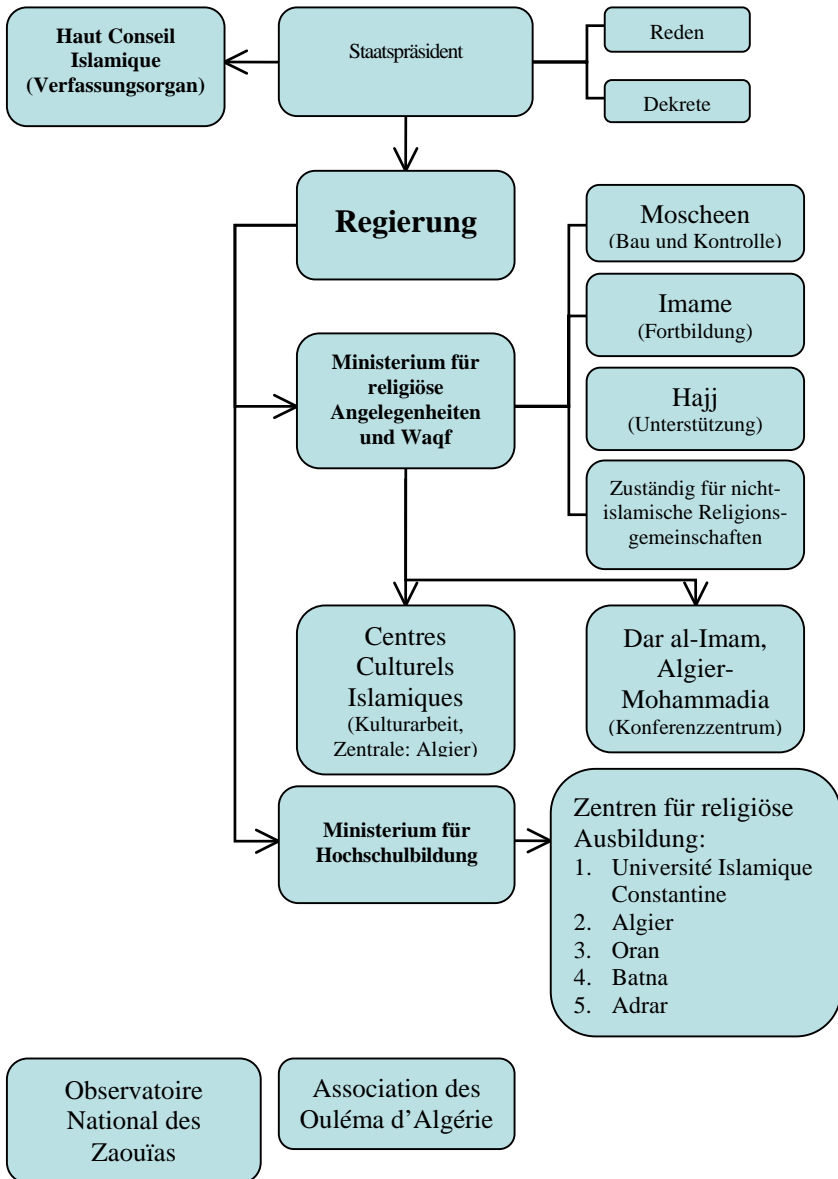 Haut Conseil
Islamique
(Verfassungsorgan)
Staatspräsident
Reden
Dekrete
Regierung
Moscheen
(Bau und Kontrolle)
Imame
(Fortbildung)
Ministerium für
religiöse
Angelegenheiten
und Waqf
Hajj
(Unterstützung)
Zuständig für nicht-
islamische Religions-
gemeinschaften
Centres
Culturels
Islamiques
(Kulturarbeit,
Zentrale: Algier)
Dar al-Imam,
Algier-
Mohammadia
(Konferenzzentrum)
Ministerium für
Hochschulbildung
Zentren für religiöse
Ausbildung:
1. Université Islamique
Constantine
2. Algier
3. Oran
4. Batna
5. Adrar
Observatoire
National des
Zaouïas
Association des
Ouléma d’Algérie